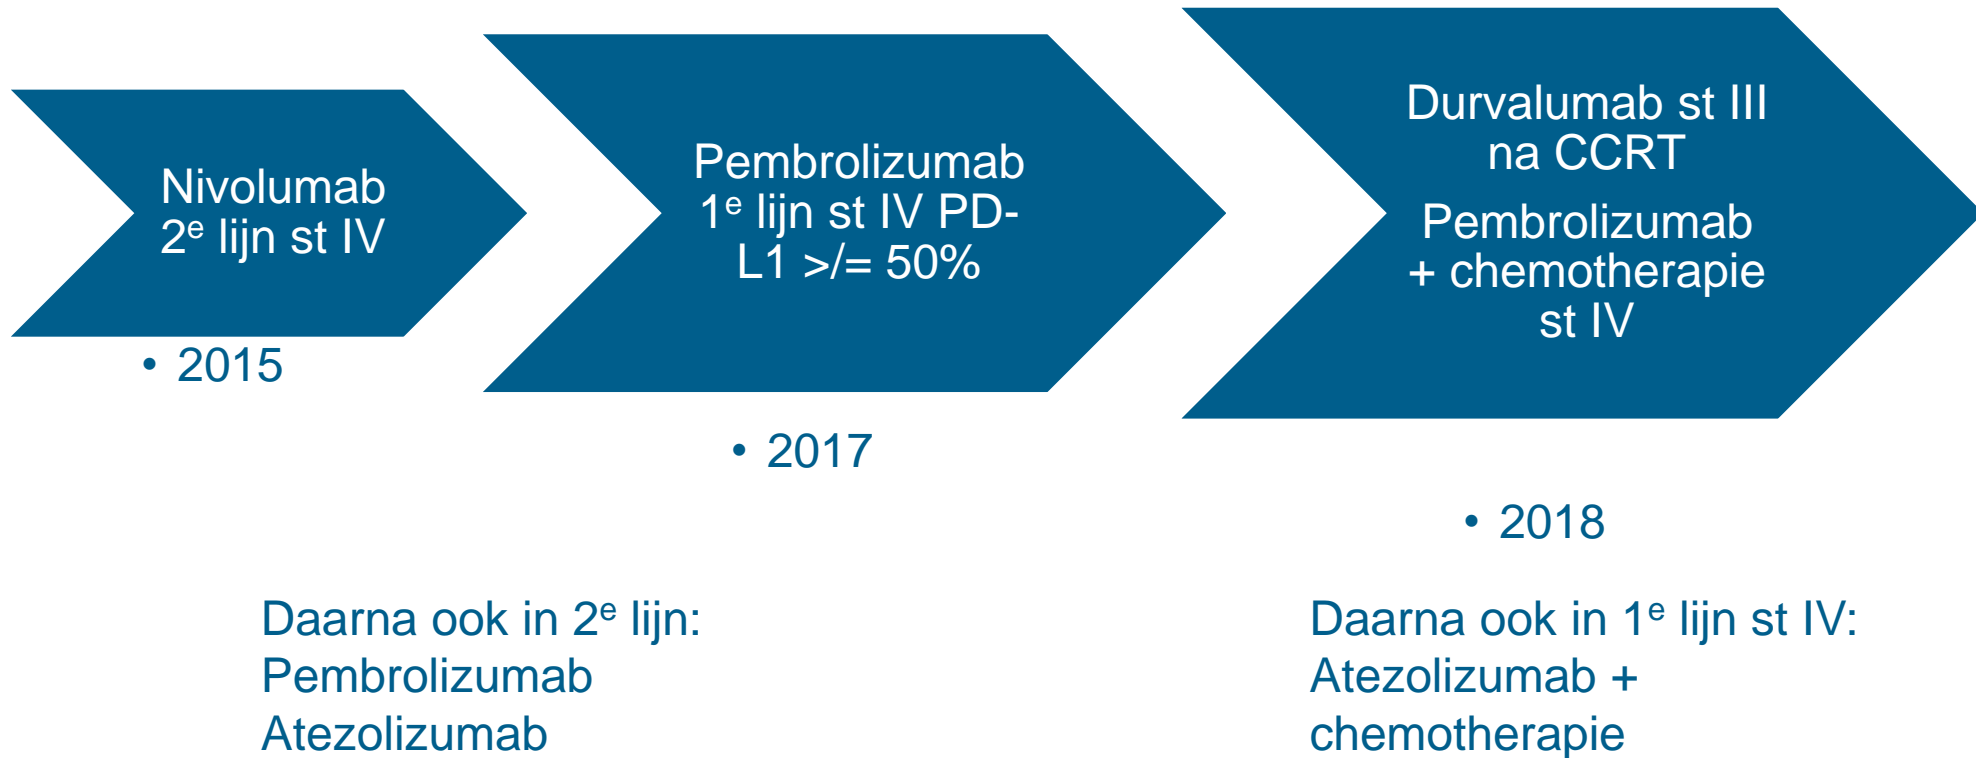 Nivolumab
2e lijn st IV
• 2015
Pembrolizumab
1e lijn st IV PD-
L1 >/= 50%
• 2017
Durvalumab st III
na CCRT
Pembrolizumab
+ chemotherapie
st IV
• 2018
Daarna ook in 2e lijn:
Pembrolizumab
Atezolizumab
Daarna ook in 1e lijn st IV:
Atezolizumab +
chemotherapie